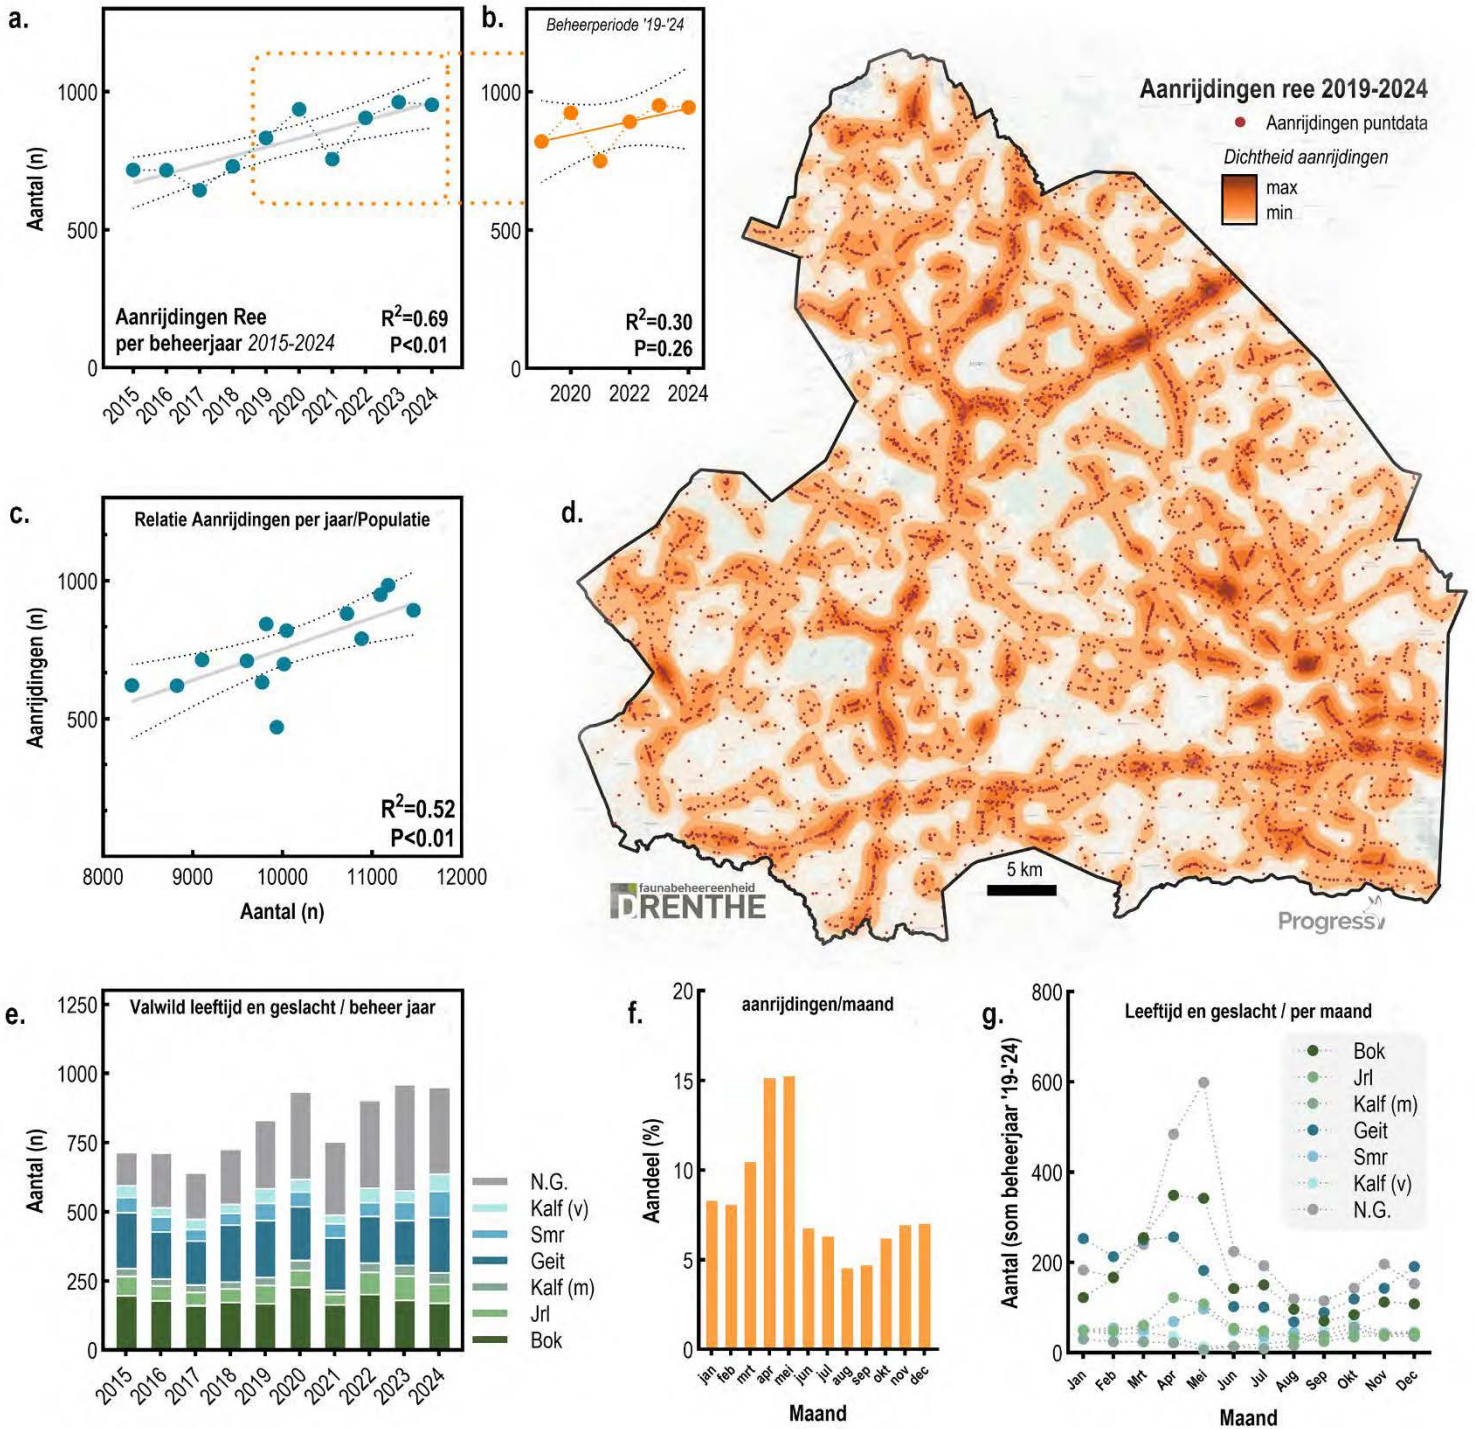 a.
Aantal (n)
1000
500
0
Aanrijdingen Ree
per beheerjaar 2015-2024
R²=0.69
P<0.01
2015
2016
2017
2018
2019
2020
2021
2022
2023
2024
b.
Beheerperiode '19-'24
1000
500
0
R²=0.30
P=0.26
2020
2022
2024
c.
Relatie Aanrijdingen per jaar/Populatie
Aanrijdingen (n)
1000
500
R²=0.52
P<0.01
8000
9000
10000
11000
12000
Aantal (n)
d.
Aanrijdingen ree 2019-2024
Aanrijdingen puntdata
Dichtheid aanrijdingen
max
min
5 km
faunabeheereenheid
DRENTHE
Progress
e.
Valwild leeftijd en geslacht / beheer jaar
Aantal (n)
1250
1000
750
500
250
0
2015
2016
2017
2018
2019
2020
2021
2022
2023
2024
N.G.
Kalf (v)
Smr
Geit
Kalf (m)
Jrl
Bok
f.
aanrijdingen/maand
Aandeel (%)
20
15
10
5
0
jan
feb
mrt
apr
mei
jun
jul
aug
sep
okt
nov
dec
Maand
g.
Leeftijd en geslacht / per maand
Aantal (som beheerjaar '19-'24)
800
600
400
200
0
Bok
Jrl
Kalf (m)
Geit
Smr
Kalf (v)
N.G.
Jan
Feb
Mrt
Apr
Mei
Jun
Jul
Aug
Sep
Okt
Nov
Dec
Maand